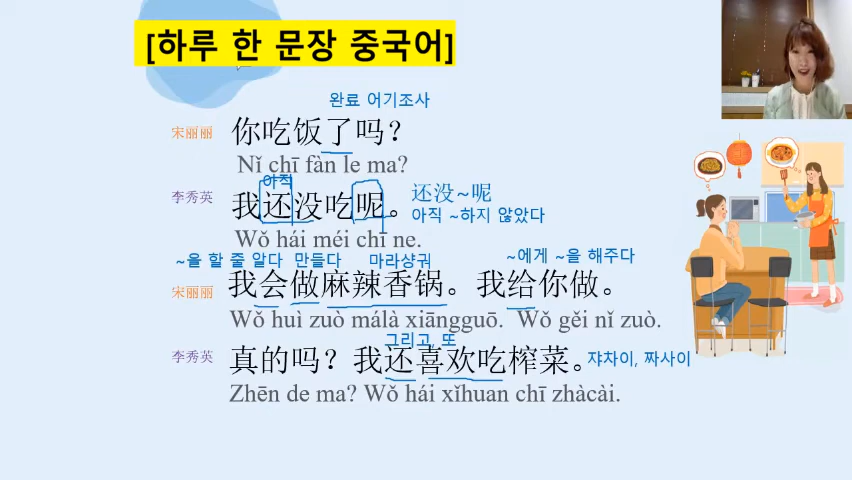 [하루 한 문장 중국어]
완료 어기조사
宋丽丽 你吃饭了吗？
Nǐ chī fàn le ma?
아직
李秀英 我还没吃呢。 还没~呢
아직 ~하지 않았다
Wǒ hái méi chī ne.
~을 할 줄 알다 만들다 마라샹궈 ~에게 ~을 해주다
宋丽丽 我会做麻辣香锅。我给你做。
Wǒ huì zuò málà xiāngguō. Wǒ gěi nǐ zuò.
그리고, 또
李秀英 真的吗？我还喜欢吃榨菜。 쟈차이, 짜사이
Zhēn de ma? Wǒ hái xǐhuan chī zhàcài.